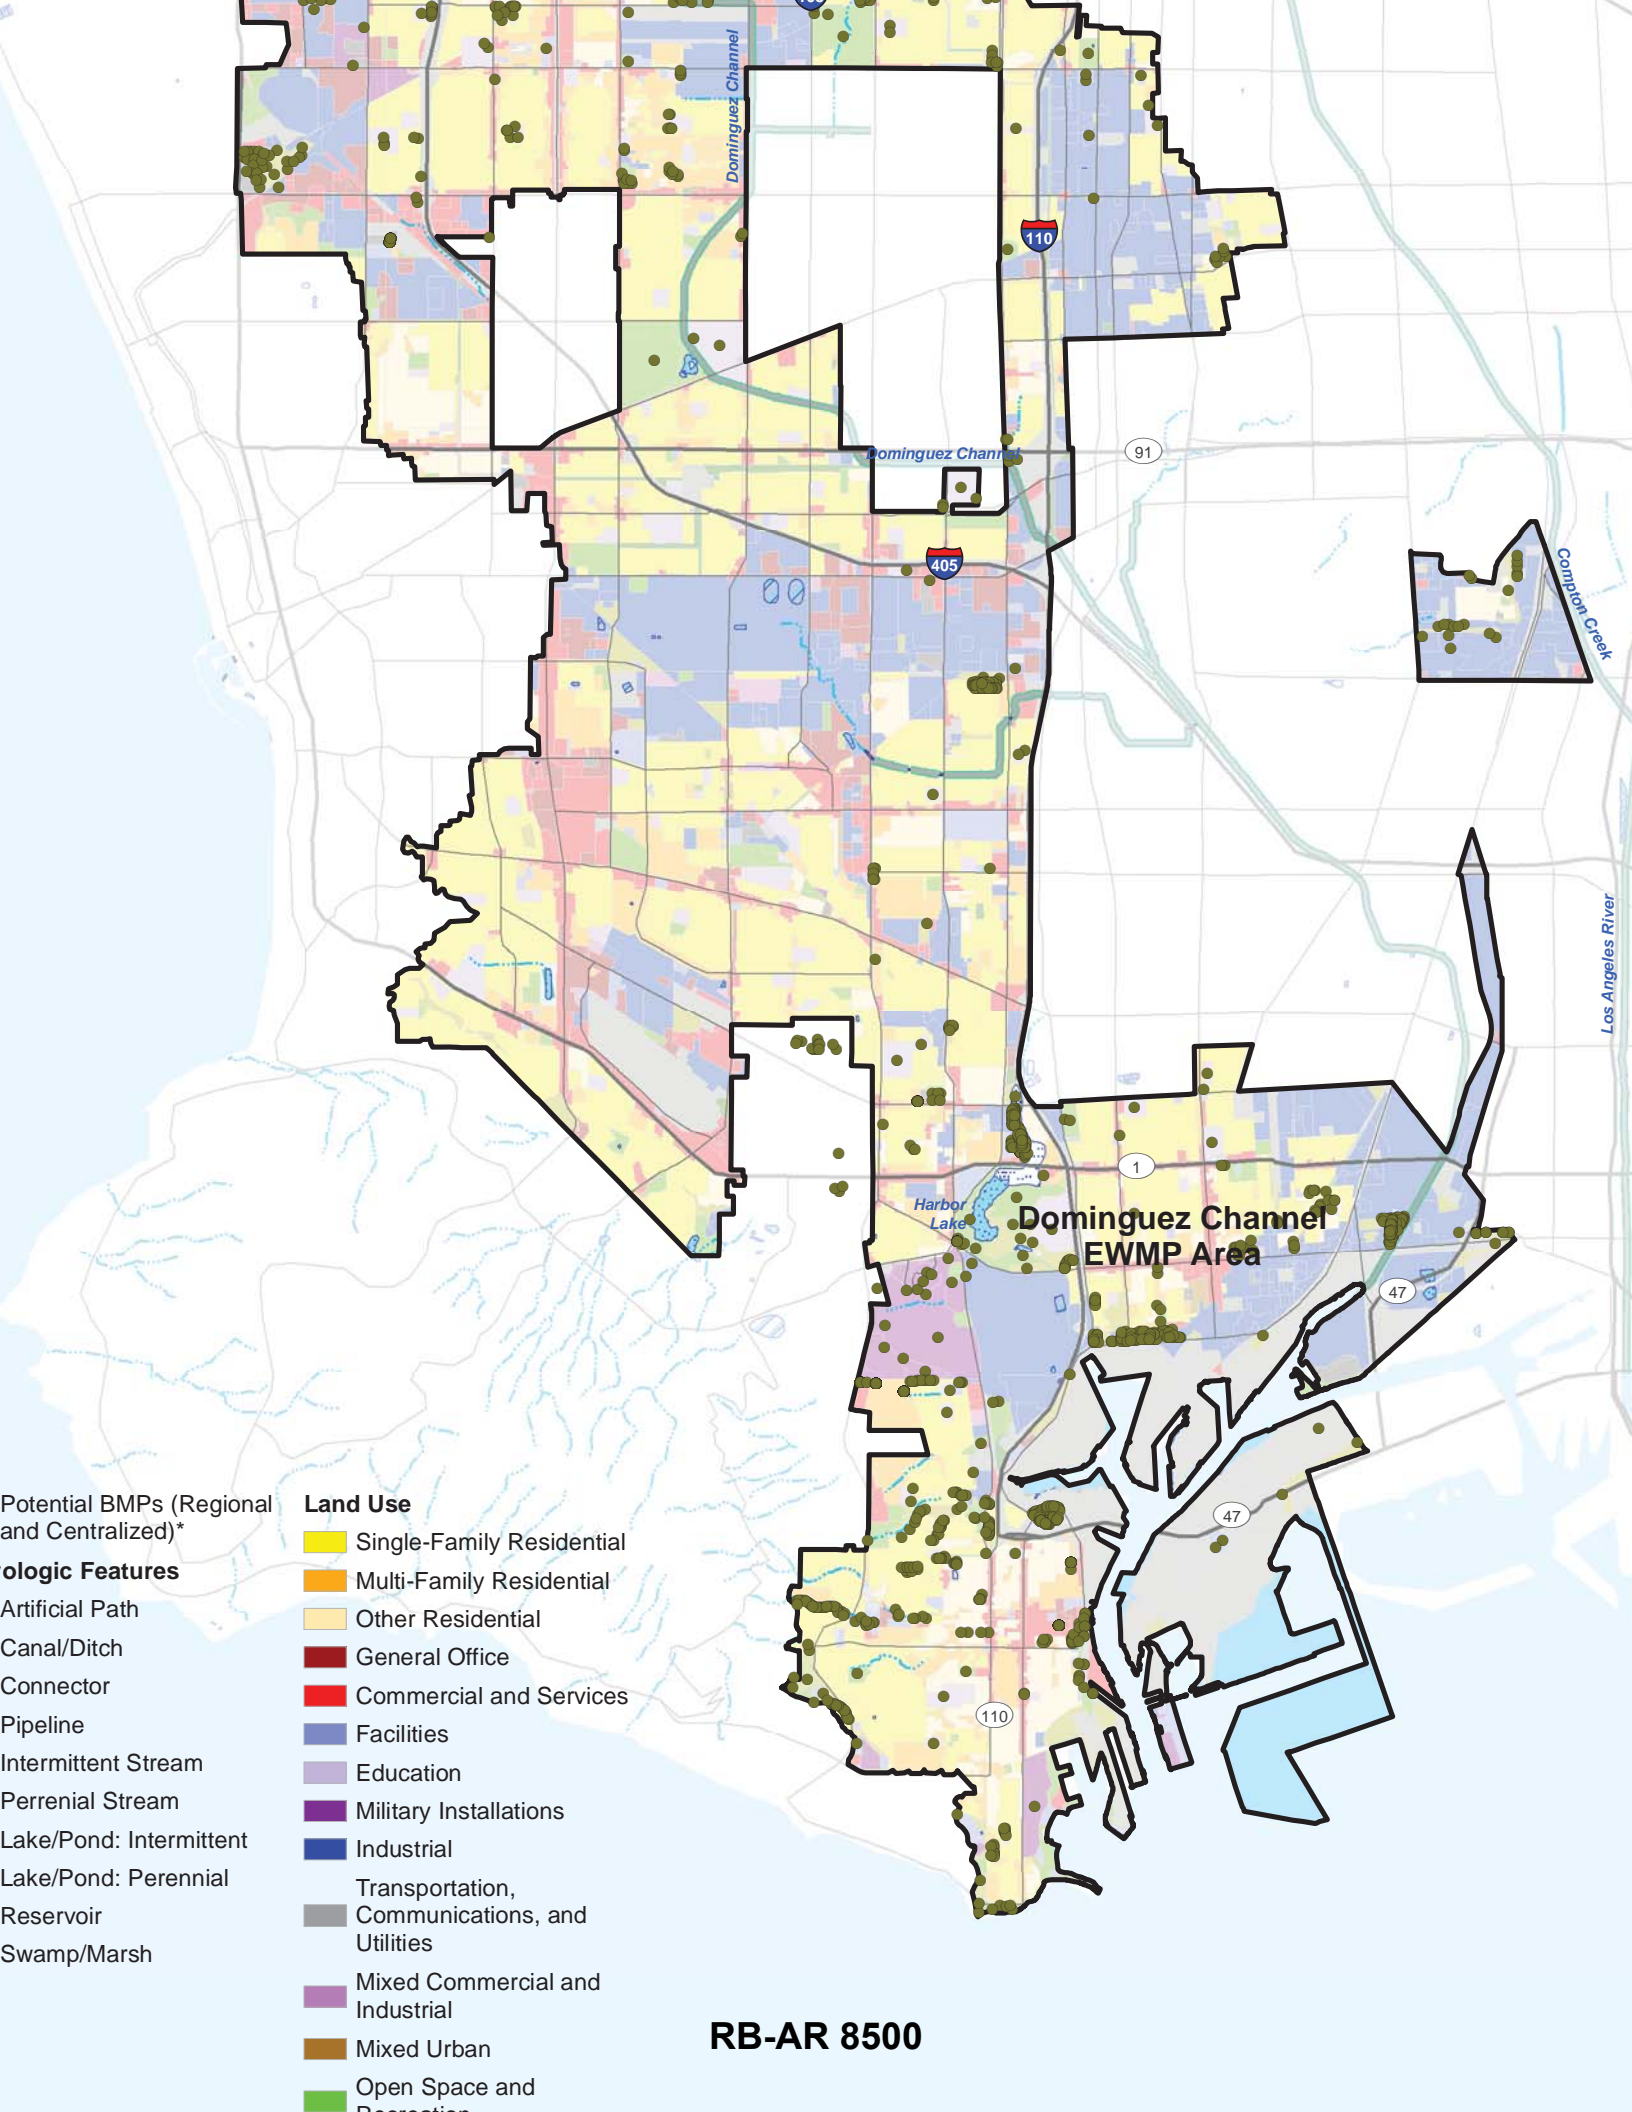 Dominguez Channel
110
Dominguez Channel
91
405
Compton Creek
Los Angeles River
1
Harbor
Lake
Dominguez Channel
EWMP Area
47
47
110
Potential BMPs (Regional
and Centralized)*
ologic Features
Artificial Path
Canal/Ditch
Connector
Pipeline
Intermittent Stream
Perrenial Stream
Lake/Pond: Intermittent
Lake/Pond: Perennial
Reservoir
Swamp/Marsh
Land Use
Single-Family Residential
Multi-Family Residential
Other Residential
General Office
Commercial and Services
Facilities
Education
Military Installations
Industrial
Transportation,
Communications, and
Utilities
Mixed Commercial and
Industrial
Mixed Urban
Open Space and
RB-AR 8500